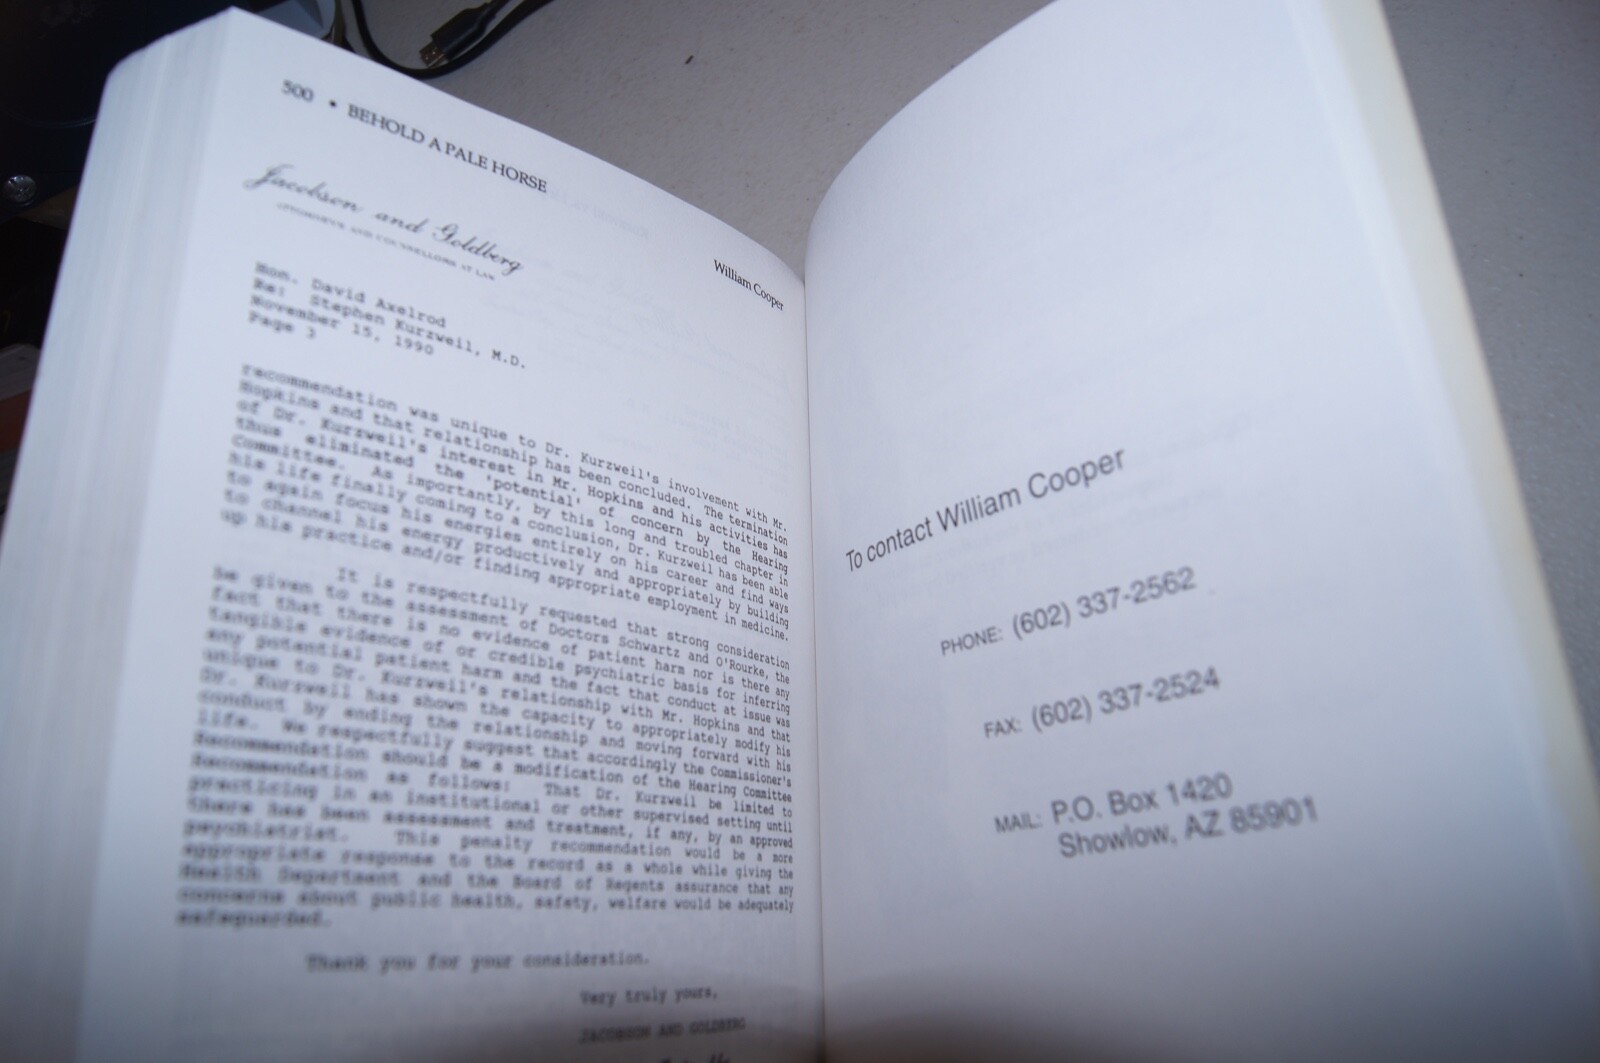 500 • BEHOLD A PALE HORSE
William Cooper
Jacobson and Goldberg
ATTORNEYS AND COUNSELLORS AT LAW
Hon. David Axelrod
Re: Stephen Kurzweil, M.D.
November 15, 1990
Page 3
recommendation was unique to Dr. Kurzweil's involvement with Mr.
Hopkins and that relationship has been concluded. The termination
of Dr. Kurzweil's interest in Mr. Hopkins and his activities has
thus eliminated the 'potential' of concern by the Hearing
Committee. As importantly, by this long and troubled chapter in
his life finally coming to a conclusion, Dr. Kurzweil has been able
to again focus his energies entirely on his career and find ways
to channel his energy productively and appropriately by building
up his practice and/or finding appropriate employment in medicine.
It is respectfully requested that strong consideration
be given to the assessment of Doctors Schwartz and O'Rourke, the
fact that there is no evidence of patient harm nor is there any
tangible evidence of or credible psychiatric basis for inferring
any potential patient harm and the fact that conduct at issue was
unique to Dr. Kurzweil's relationship with Mr. Hopkins and that
Dr. Kurzweil has shown the capacity to appropriately modify his
conduct by ending the relationship and moving forward with his
life. We respectfully suggest that accordingly the Commissioner's
Recommendation should be a modification of the Hearing Committee
Recommendation as follows: That Dr. Kurzweil be limited to
practicing in an institutional or other supervised setting until
there has been assessment and treatment, if any, by an approved
psychiatrist. This penalty recommendation would be a more
appropriate response to the record as a whole while giving the
Health Department and the Board of Regents assurance that any
concerns about public health, safety, welfare would be adequately
safeguarded.
Thank you for your consideration.
Very truly yours,
JACOBSON AND GOLDBERG
To contact William Cooper
PHONE: (602) 337-2562
FAX: (602) 337-2524
MAIL: P.O. Box 1420
Showlow, AZ 85901